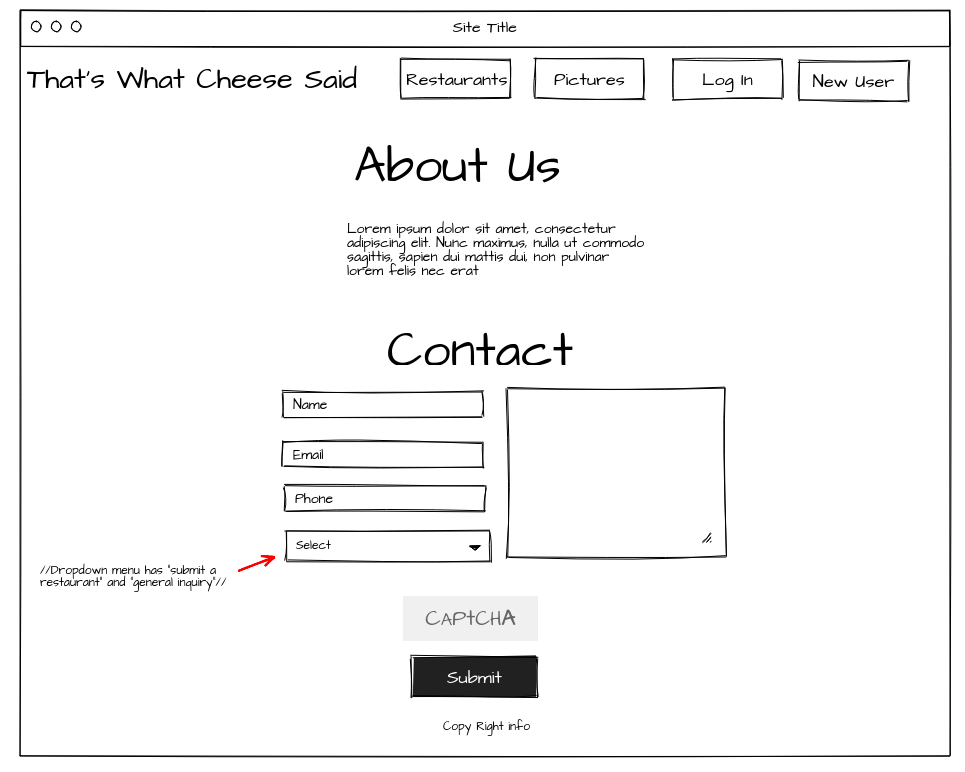 Site Title
That's What Cheese Said
Restaurants
Pictures
Log In
New User
About Us
Lorem ipsum dolor sit amet, consectetur
adipiscing elit. Nunc maximus, nulla ut commodo
sagittis, sapien dui mattis dui, non pulvinar
lorem felis nec erat
Contact
Name
Email
Phone
Select
//Dropdown menu has "submit a
restaurant" and "general inquiry"//
CAPtCHA
Submit
Copy Right info